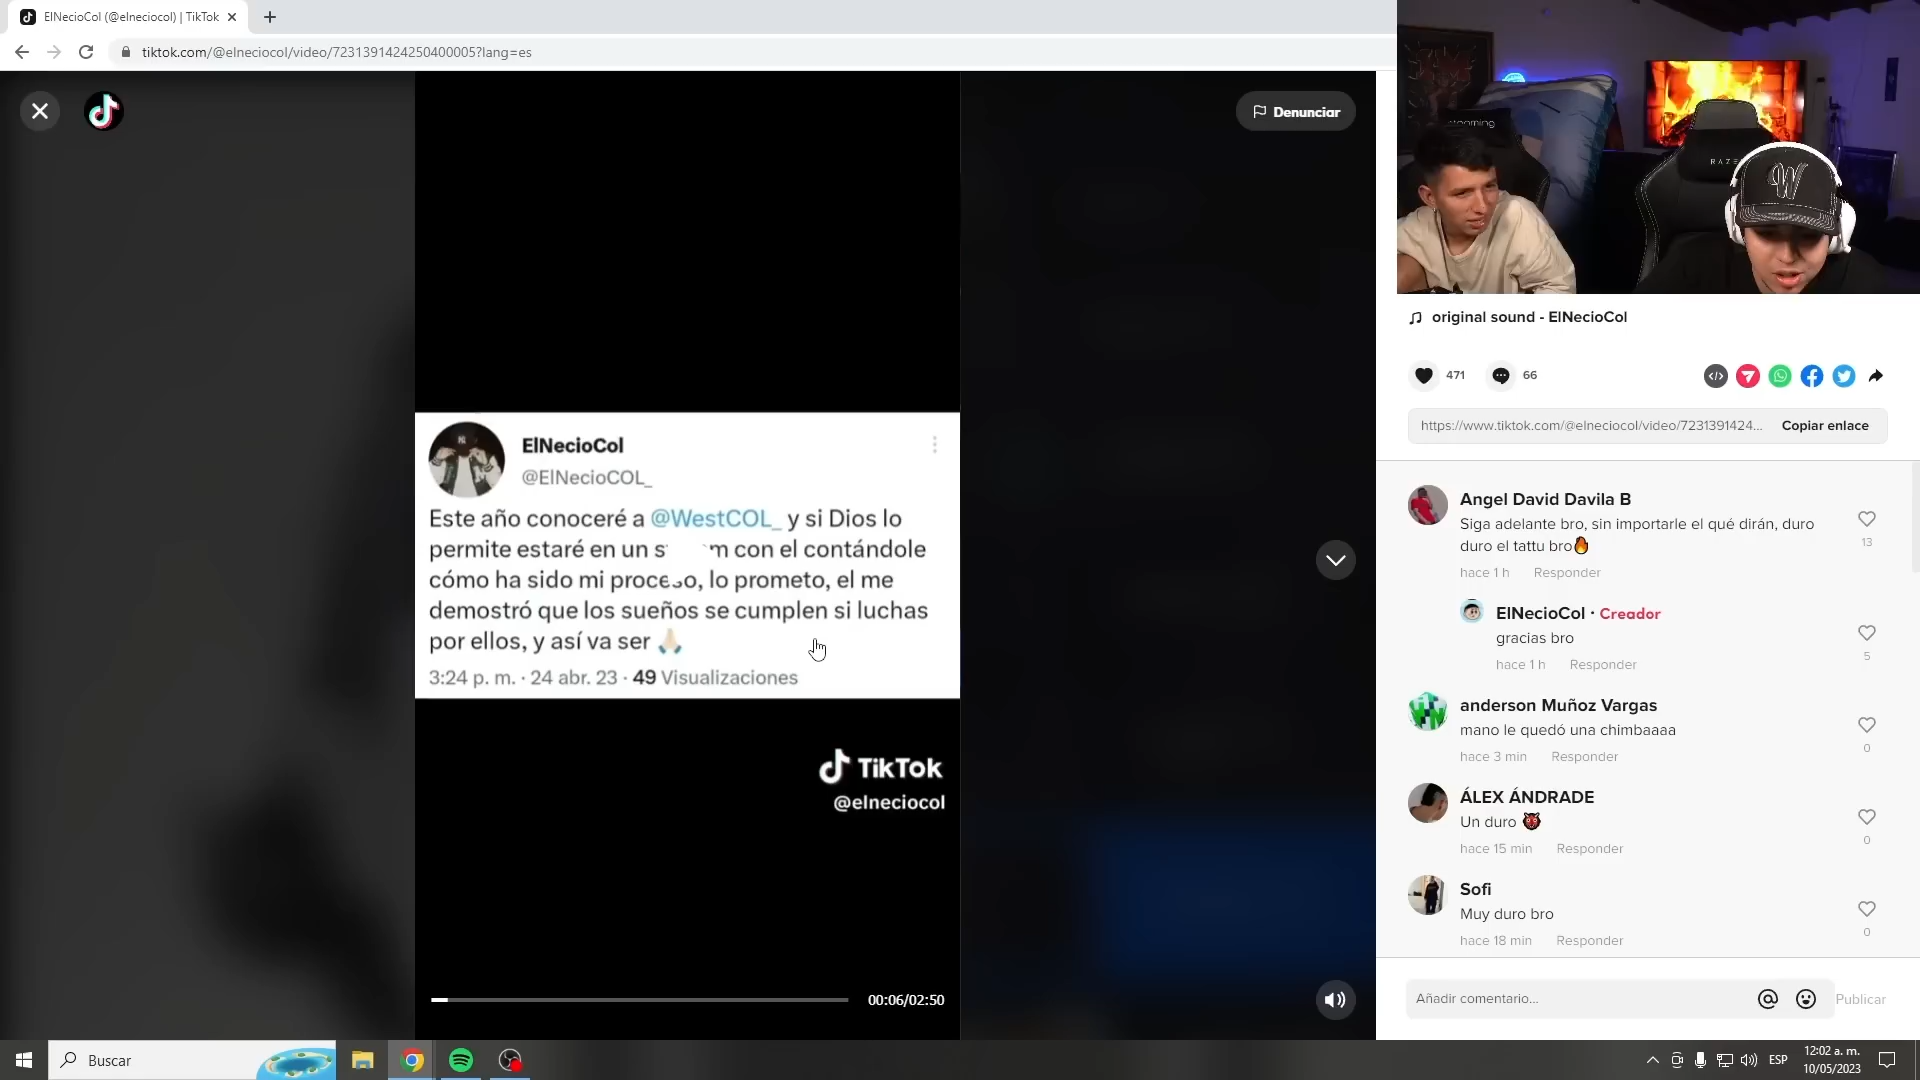 ElNecioCol (@elneciocol) | TikTok
tiktok.com/@elneciocol/video/7231391424250400005?lang=es
Denunciar
ElNecioCol
@ElNecioCOL_
Este año conoceré a @WestCOL_ y si Dios lo
permite estaré en un con el contándole
cómo ha sido mi proceso, lo prometo, el me
demostró que los sueños se cumplen si luchas
por ellos, y así va ser 🙏🏻
3:24 p. m. · 24 abr. 23 · 49 Visualizaciones
TikTok
@elneciocol
00:06/02:50
RAZE
W
original sound - ElNecioCol
471
66
https://www.tiktok.com/@elneciocol/video/7231391424...
Copiar enlace
Angel David Davila B
Siga adelante bro, sin importarle el qué dirán, duro
duro el tattu bro🔥
13
hace 1 h Responder
ElNecioCol · Creador
gracias bro
5
hace 1 h Responder
anderson Muñoz Vargas
mano le quedó una chimbaaaa
0
hace 3 min Responder
ÁLEX ÁNDRADE
Un duro 👹
0
hace 15 min Responder
Sofi
Muy duro bro
0
hace 18 min Responder
Añadir comentario...
Publicar
Buscar
ESP
12:02 a. m.
10/05/2023